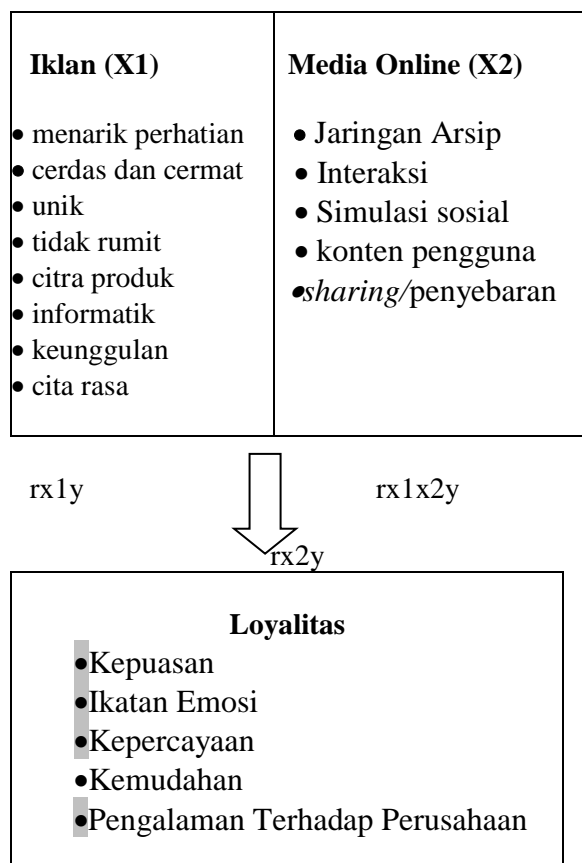 Iklan (X1)
• menarik perhatian
• cerdas dan cermat
• unik
• tidak rumit
• citra produk
• informatik
• keunggulan
• cita rasa
Media Online (X2)
• Jaringan Arsip
• Interaksi
• Simulasi sosial
• konten pengguna
•sharing/penyebaran
rx1y
rx1x2y
rx2y
Loyalitas
•Kepuasan
•Ikatan Emosi
•Kepercayaan
•Kemudahan
•Pengalaman Terhadap Perusahaan